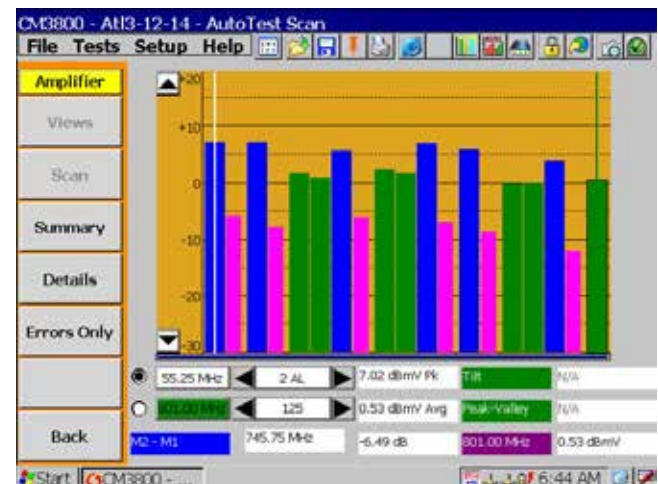 CM3800 - Atl3-12-14 - AutoTest Scan
File Tests Setup Help
Amplifier
Views
Scan
Summary
Details
Errors Only
Back
+20
+10
0
-10
-20
-30
55.25 MHz 2 AL 7.02 dBmV Pk Tilt N/A
801.00 MHz 125 0.53 dBmV Avg Peak-Valley N/A
M2 - M1 745.75 MHz -6.49 dB 801.00 MHz 0.53 dBmV
Start CM3800 - ... 6:44 AM